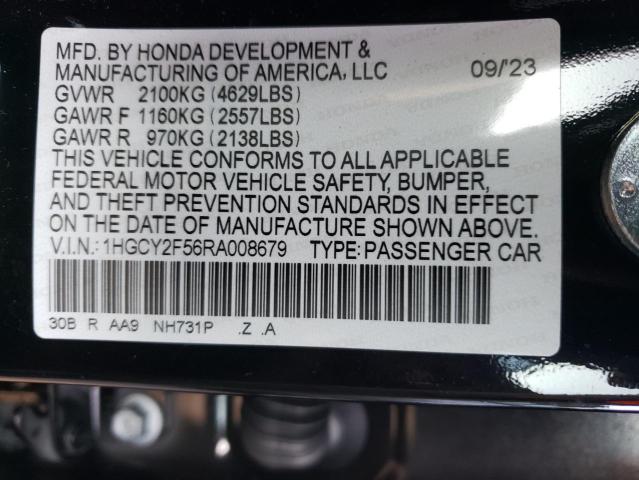 MFD. BY HONDA DEVELOPMENT &
MANUFACTURING OF AMERICA, LLC 09/'23
GVWR 2100KG (4629LBS)
GAWR F 1160KG (2557LBS)
GAWR R 970KG (2138LBS)
THIS VEHICLE CONFORMS TO ALL APPLICABLE
FEDERAL MOTOR VEHICLE SAFETY, BUMPER,
AND THEFT PREVENTION STANDARDS IN EFFECT
ON THE DATE OF MANUFACTURE SHOWN ABOVE.
V.I.N.: 1HGCY2F56RA008679 TYPE: PASSENGER CAR
30B R AA9 NH731P .Z .A